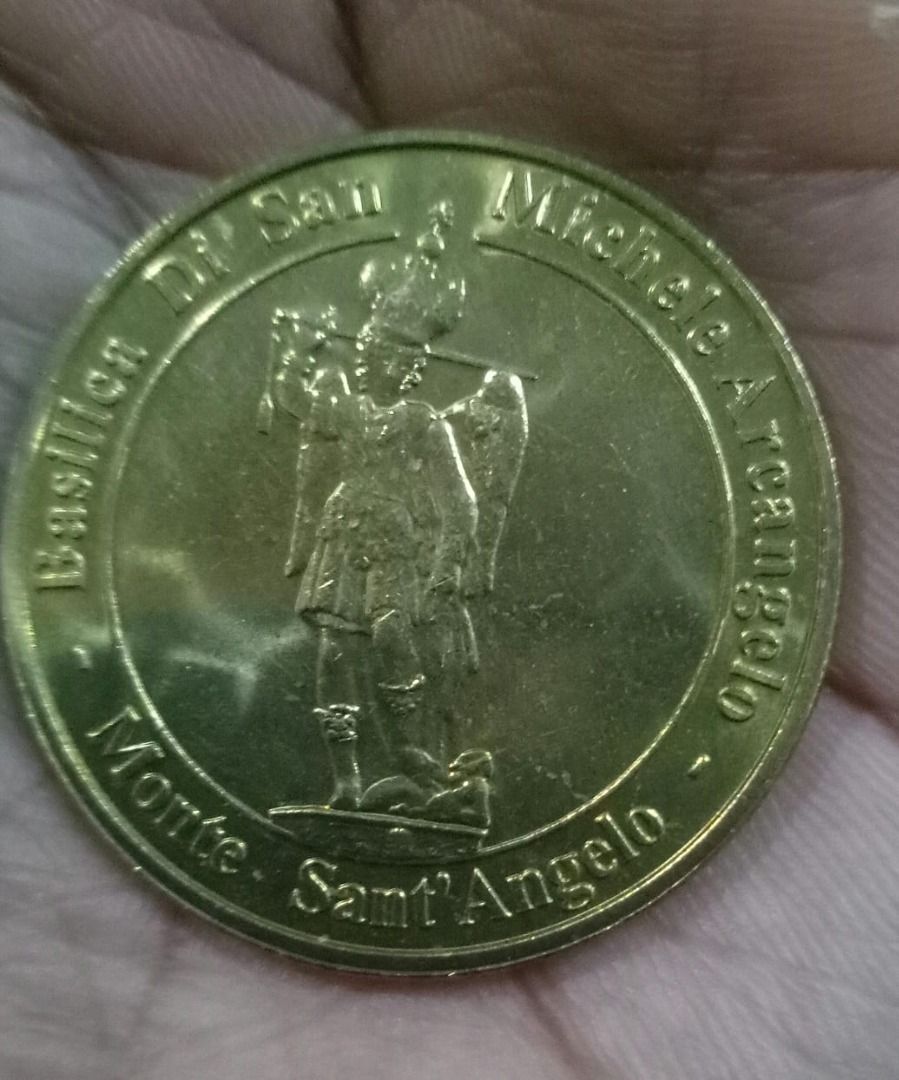 Basilica Di' San Michele Arcangelo
- Monte Sant'Angelo -